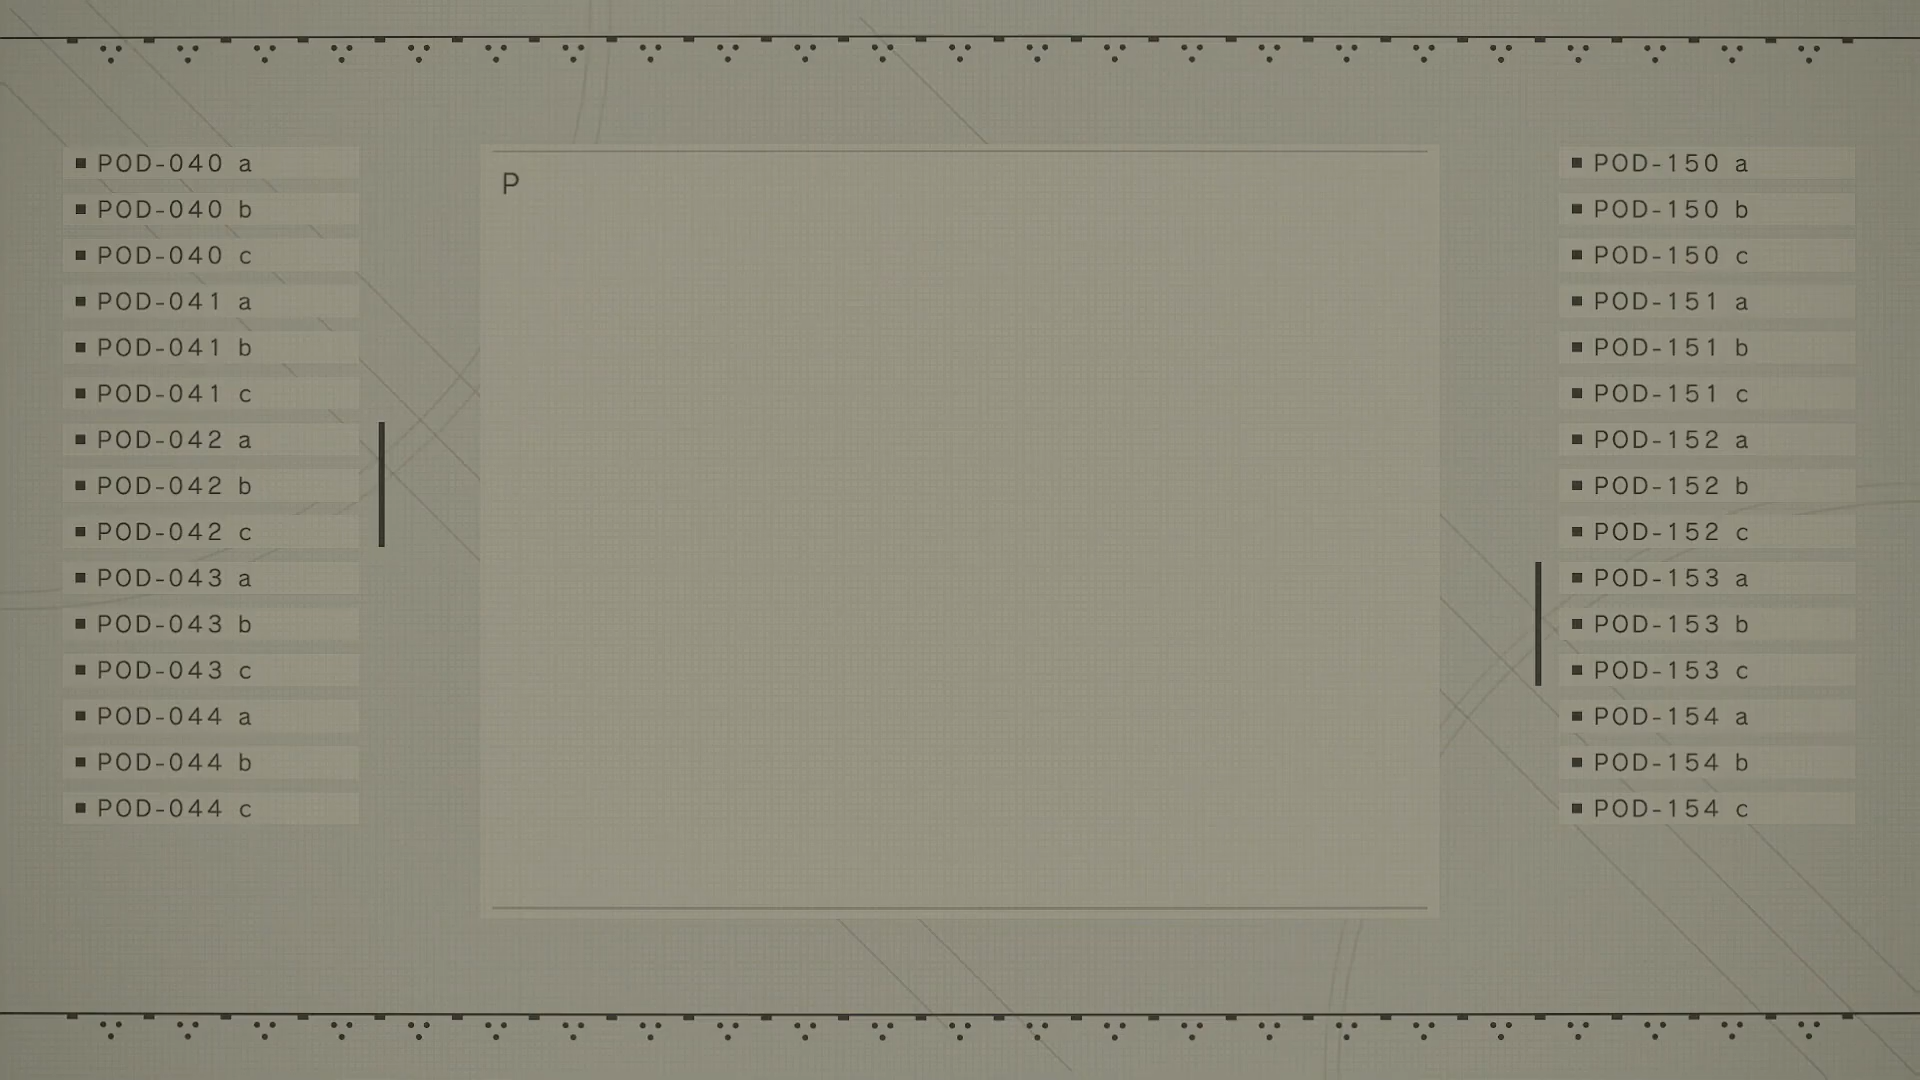 POD-040 a
POD-040 b
POD-040 c
POD-041 a
POD-041 b
POD-041 c
POD-042 a
POD-042 b
POD-042 c
POD-043 a
POD-043 b
POD-043 c
POD-044 a
POD-044 b
POD-044 c
P
POD-150 a
POD-150 b
POD-150 c
POD-151 a
POD-151 b
POD-151 c
POD-152 a
POD-152 b
POD-152 c
POD-153 a
POD-153 b
POD-153 c
POD-154 a
POD-154 b
POD-154 c